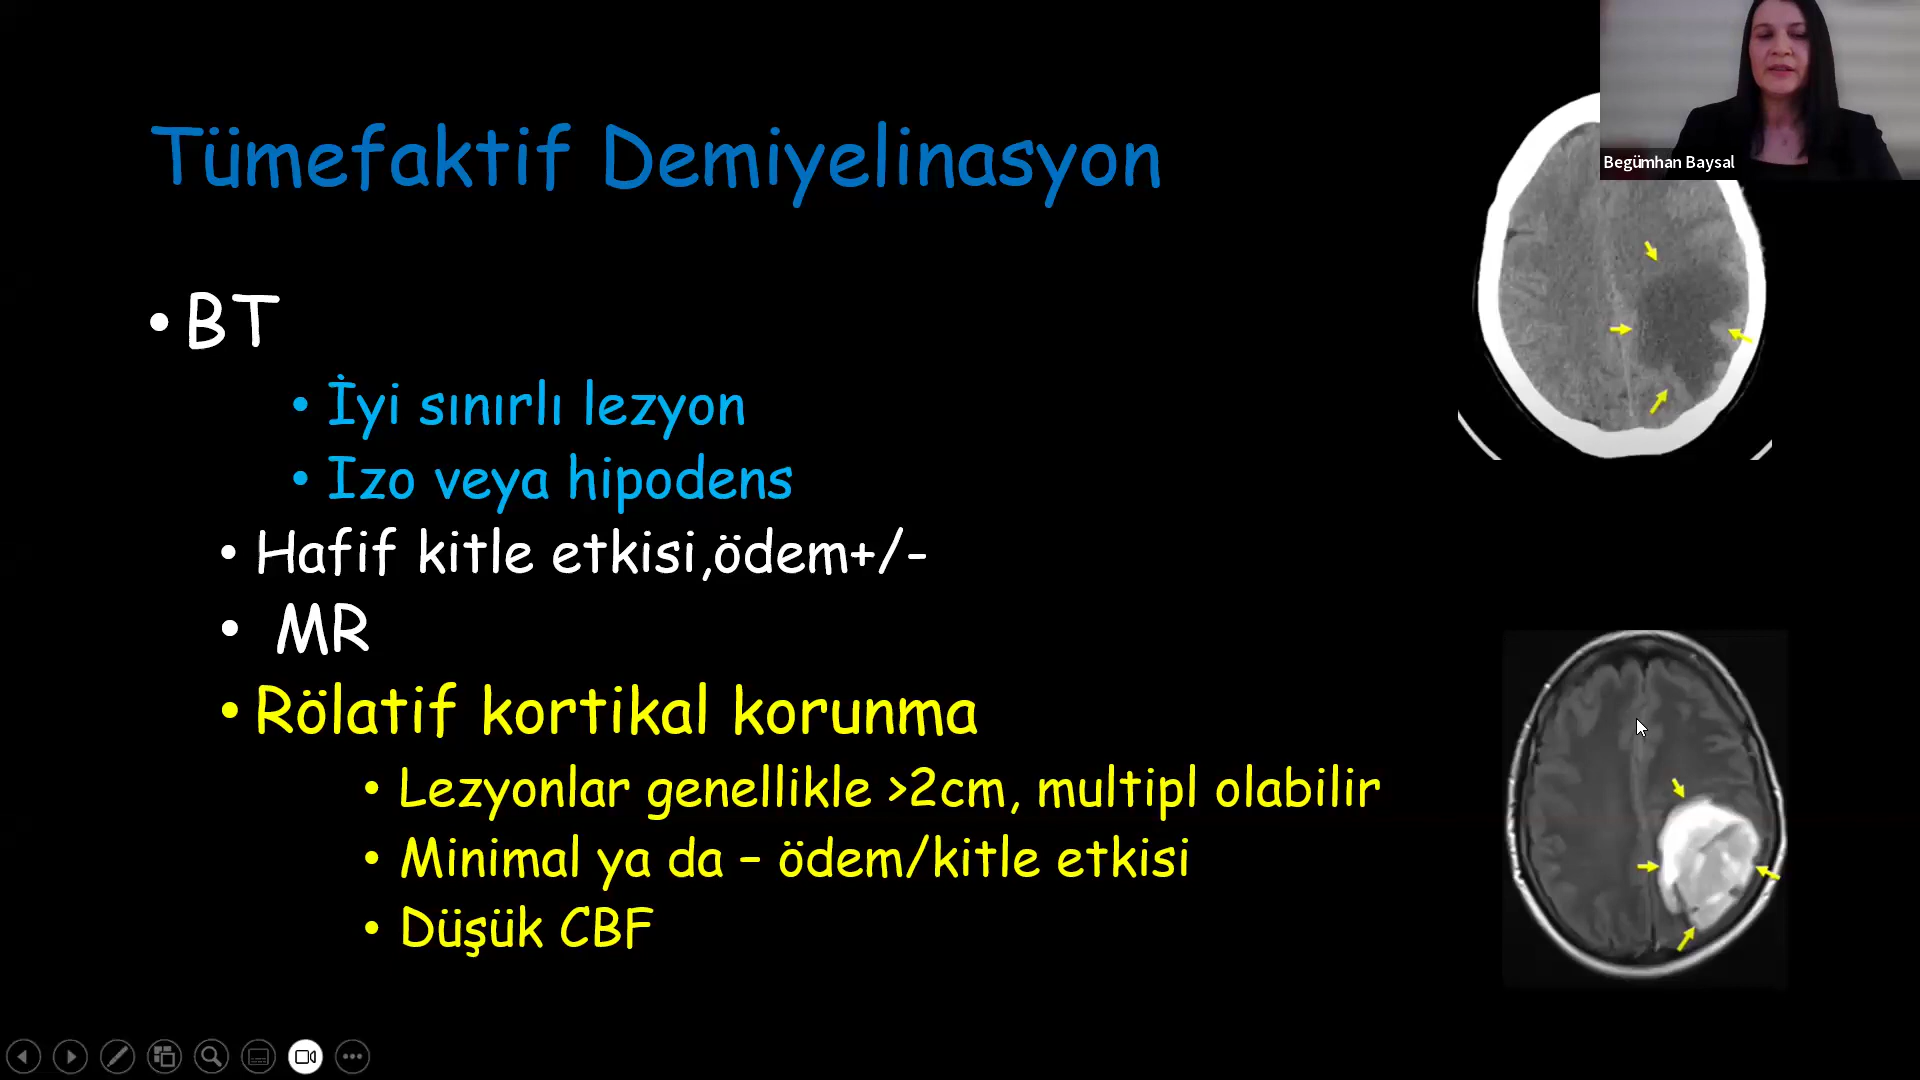 Tümefaktif Demiyelinasyon
Begümhan Baysal
• BT
• İyi sınırlı lezyon
• Izo veya hipodens
• Hafif kitle etkisi,ödem+/-
• MR
• Rölatif kortikal korunma
• Lezyonlar genellikle >2cm, multipl olabilir
• Minimal ya da – ödem/kitle etkisi
• Düşük CBF